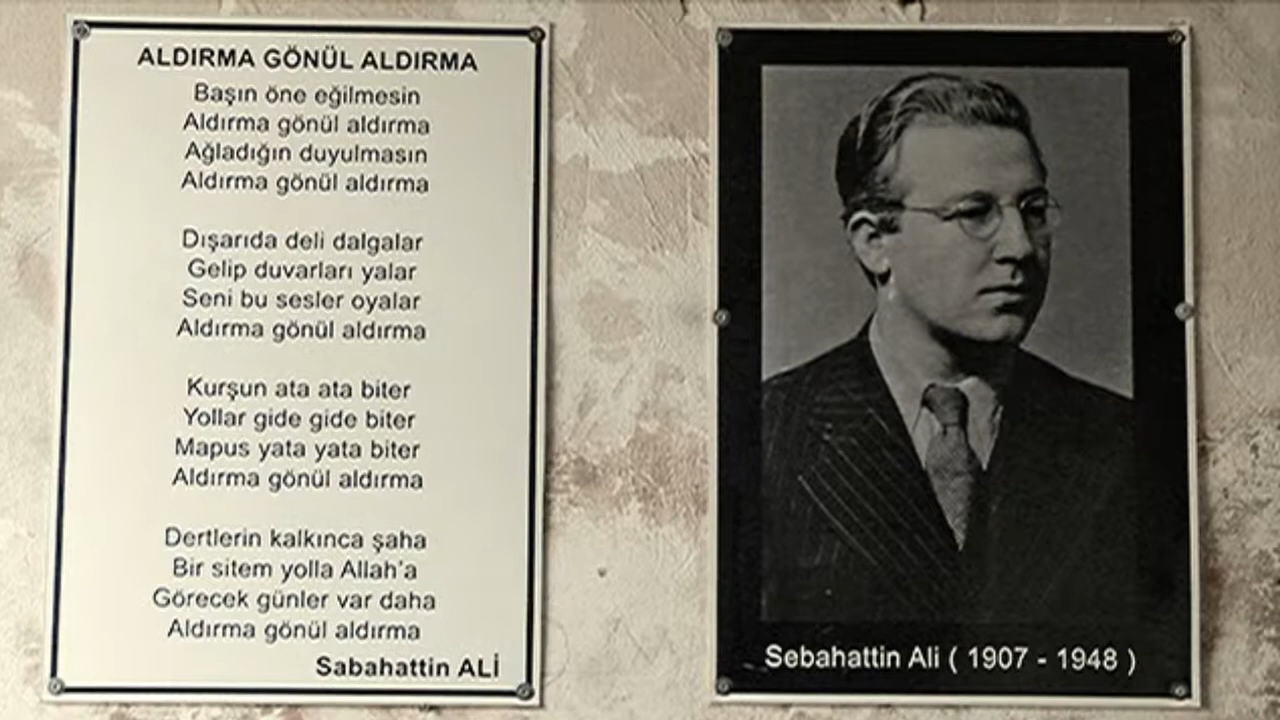 ALDIRMA GÖNÜL ALDIRMA
Başın öne eğilmesin
Aldırma gönül aldırma
Ağladığın duyulmasın
Aldırma gönül aldırma
Dışarıda deli dalgalar
Gelip duvarları yalar
Seni bu sesler oyalar
Aldırma gönül aldırma
Kurşun ata ata biter
Yollar gide gide biter
Mapus yata yata biter
Aldırma gönül aldırma
Dertlerin kalkınca şaha
Bir sitem yolla Allah'a
Görecek günler var daha
Aldırma gönül aldırma
Sabahattin ALİ
Sebahattin Ali ( 1907 - 1948 )